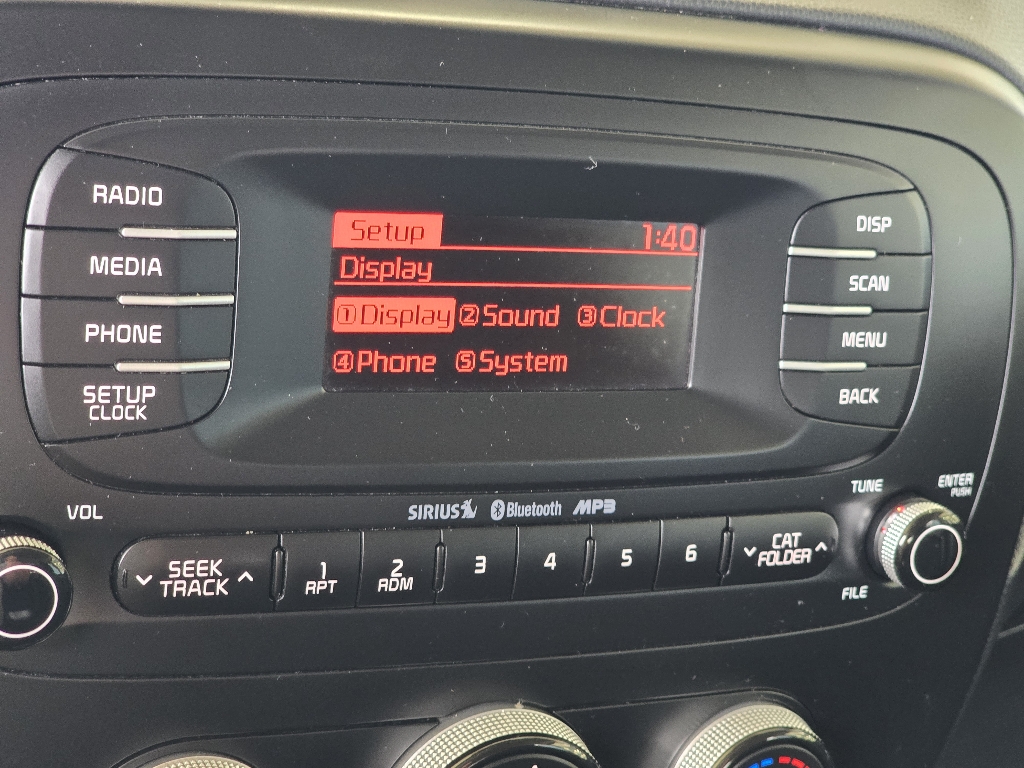 RADIO
MEDIA
PHONE
SETUP
CLOCK
Setup 1:40
Display
①Display ②Sound ③Clock
④Phone ⑤System
DISP
SCAN
MENU
BACK
VOL
SIRIUS Bluetooth MP3
TUNE
ENTER
PUSH
SEEK
TRACK
1
RPT
2
RDM
3
4
5
6
CAT
FOLDER
FILE